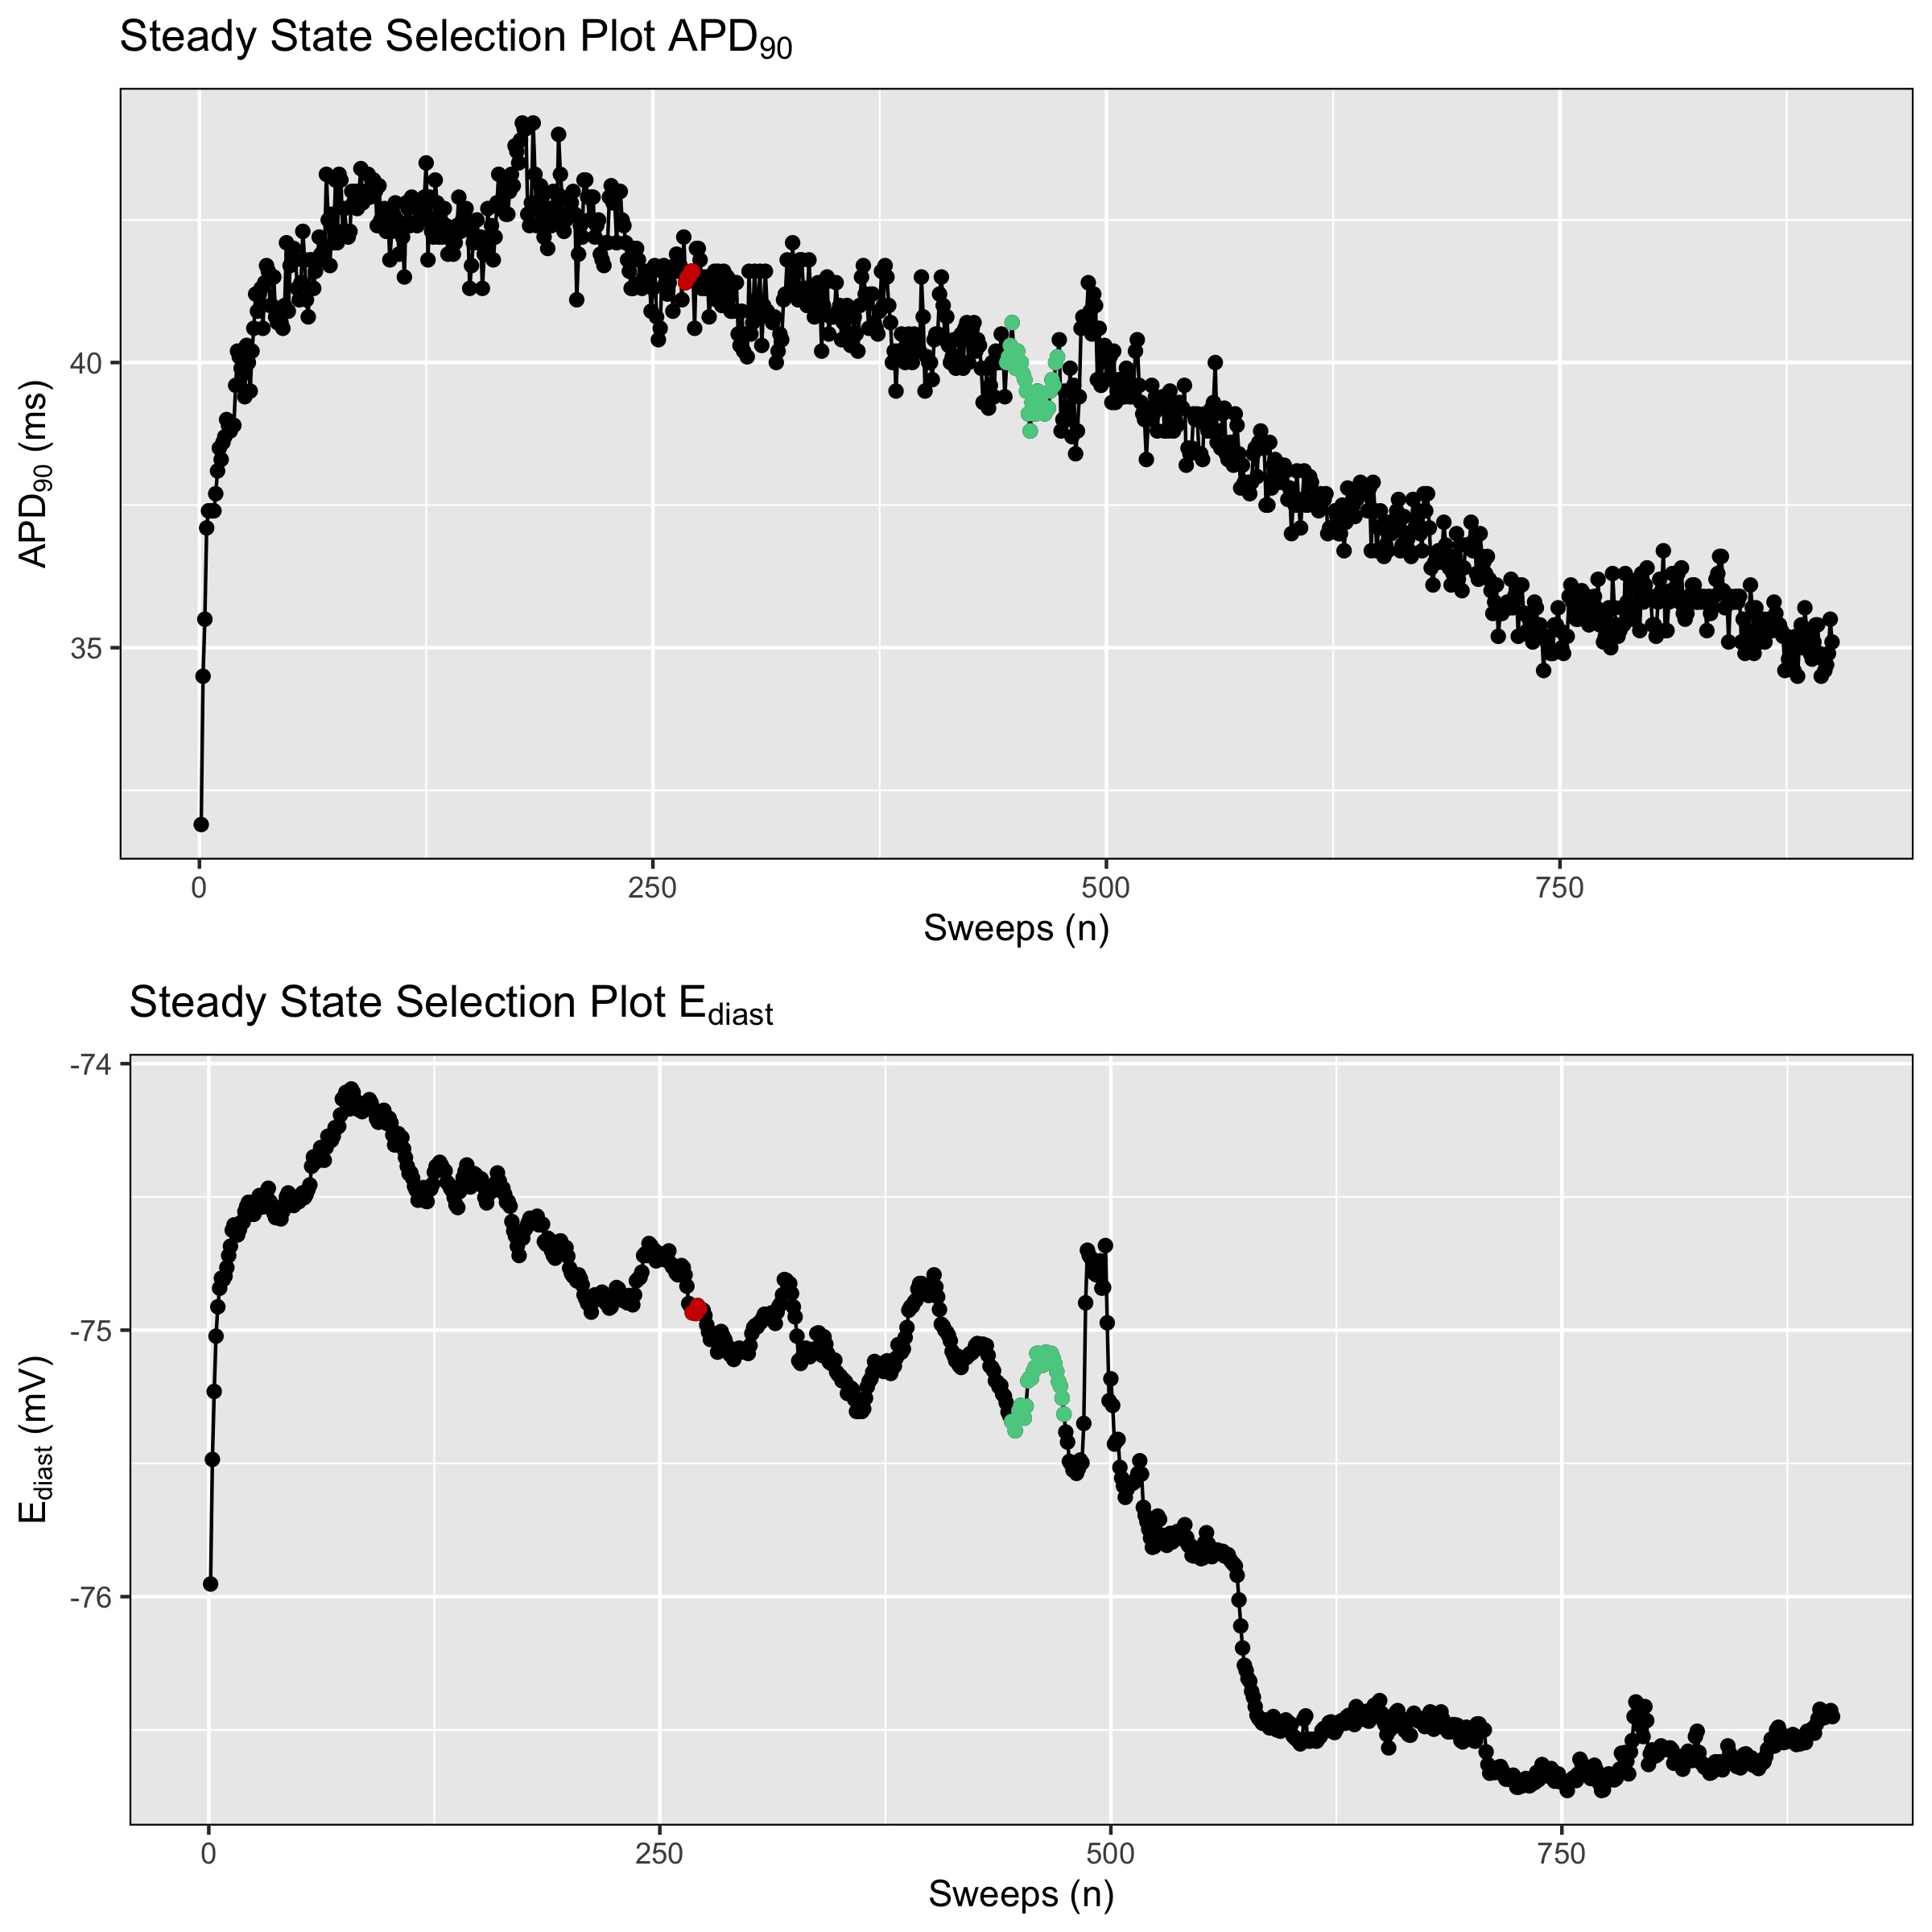 Steady State Selection Plot APD90
40
35
APD90 (ms)
0 250 500 750
Sweeps (n)
Steady State Selection Plot Ediast
-74
-75
-76
Ediast (mV)
0 250 500 750
Sweeps (n)